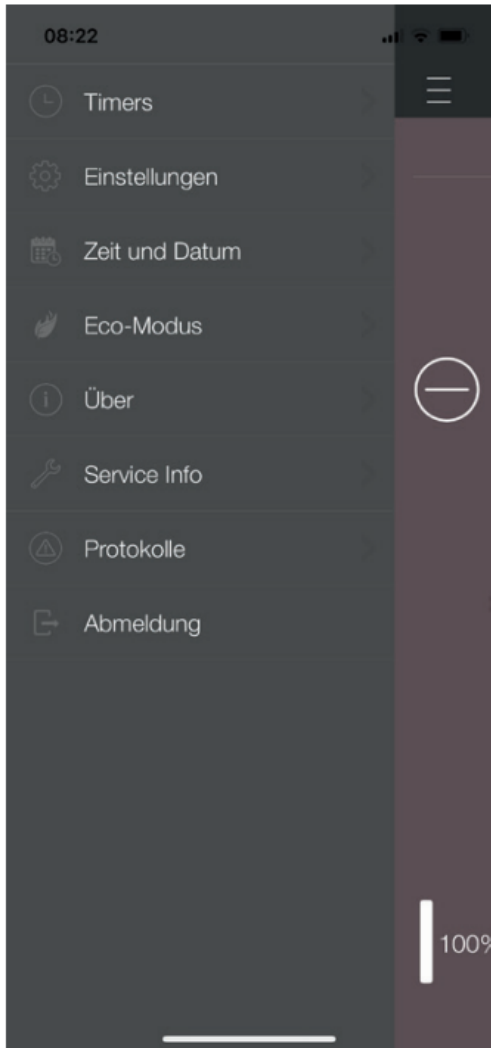 08:22
Timers
Einstellungen
Zeit und Datum
Eco-Modus
Über
Service Info
Protokolle
Abmeldung
100%